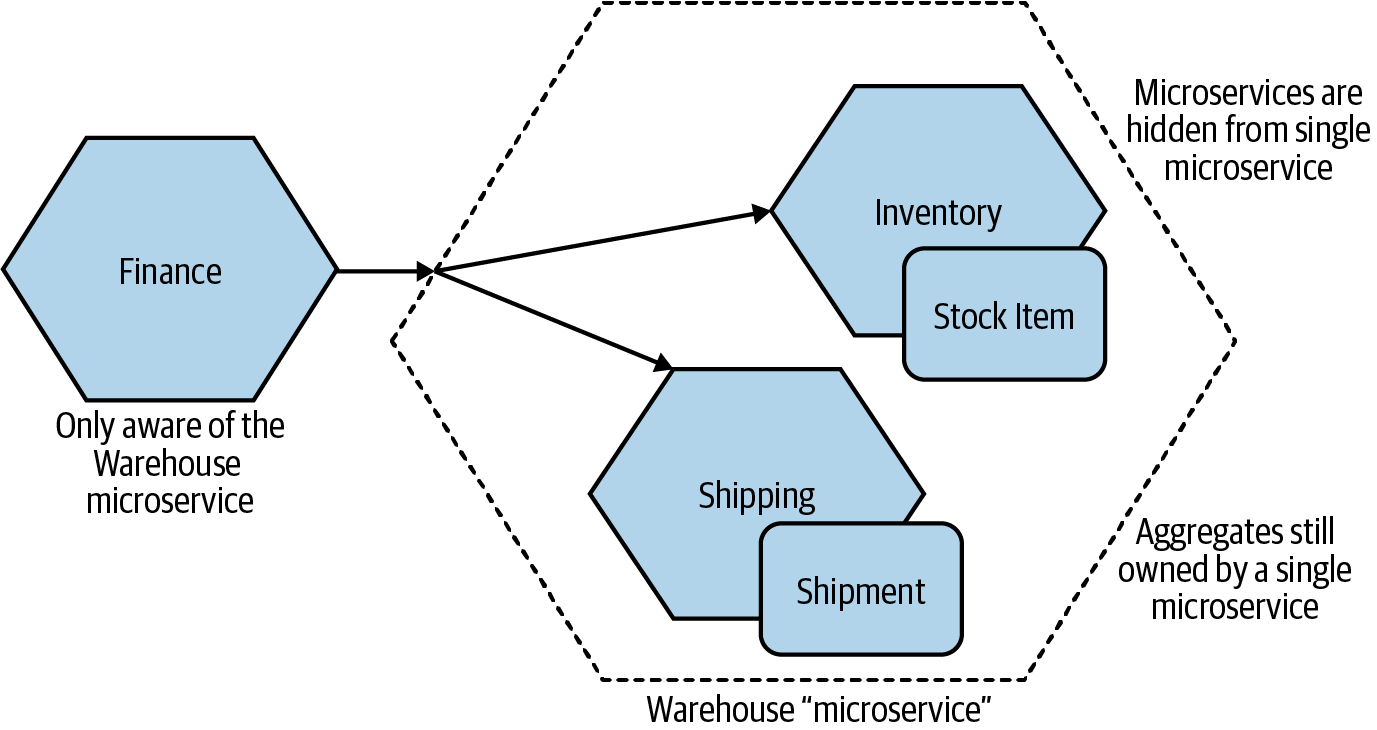 Microservices are
hidden from single
microservice
Inventory
Finance
Stock Item
Only aware of the
Warehouse
microservice
Shipping
Aggregates still
owned by a single
microservice
Shipment
Warehouse “microservice”